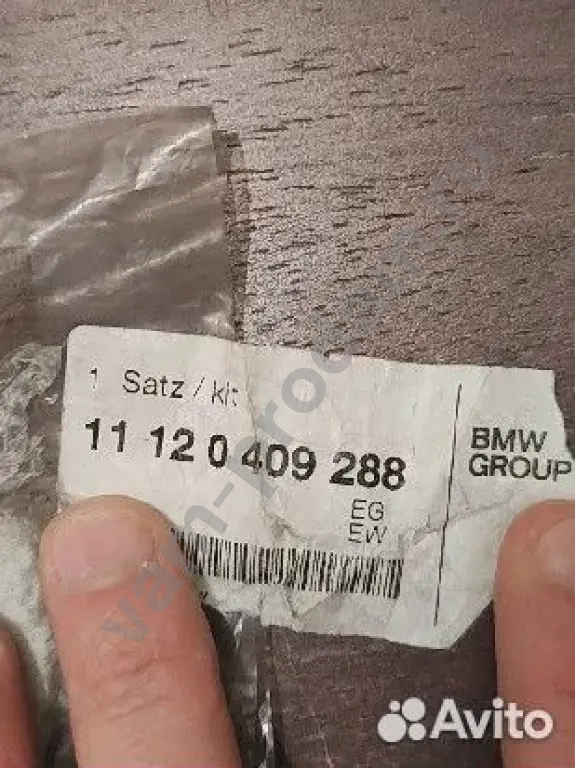 1 Satz / kit
11 12 0 409 288
EG
EW
BMW
GROUP
Avito